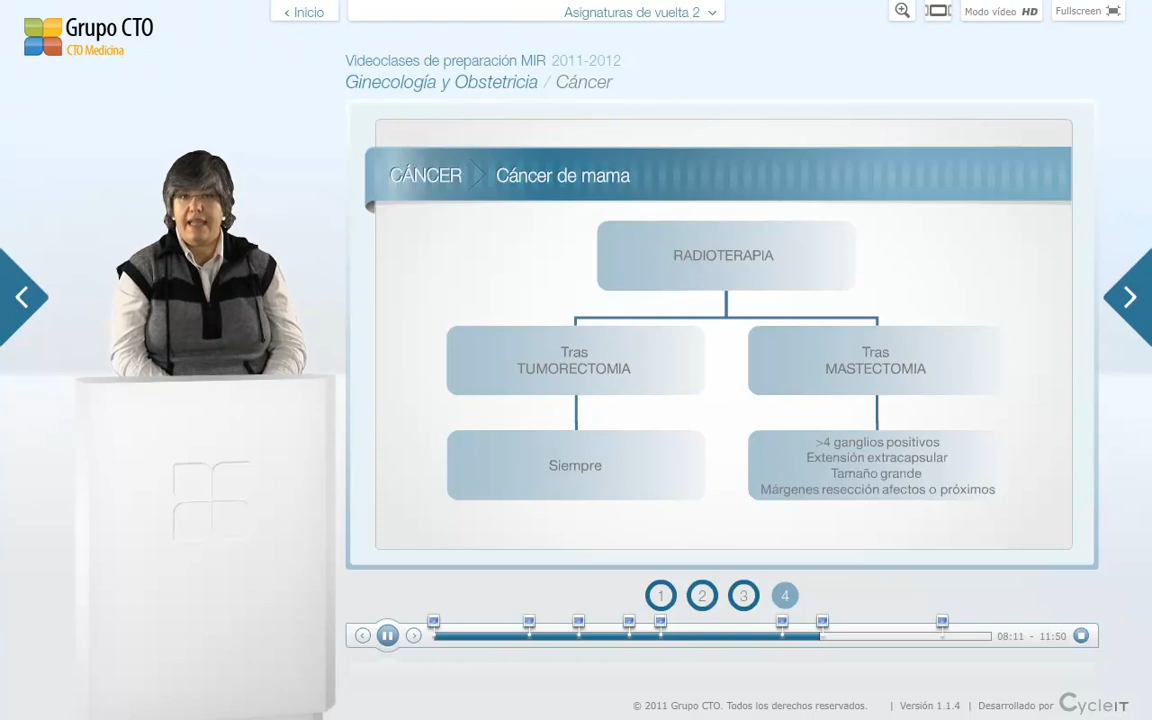 Grupo CTO
CTO Medicina
‹ Inicio
Asignaturas de vuelta 2
Modo vídeo HD
Fullscreen
Videoclases de preparación MIR 2011-2012
Ginecología y Obstetricia / Cáncer
CÁNCER
Cáncer de mama
RADIOTERAPIA
Tras
TUMORECTOMIA
Tras
MASTECTOMIA
Siempre
>4 ganglios positivos
Extensión extracapsular
Tamaño grande
Márgenes resección afectos o próximos
1
2
3
4
08:11 - 11:50
© 2011 Grupo CTO. Todos los derechos reservados. | Versión 1.1.4 | Desarrollado por CycleIT